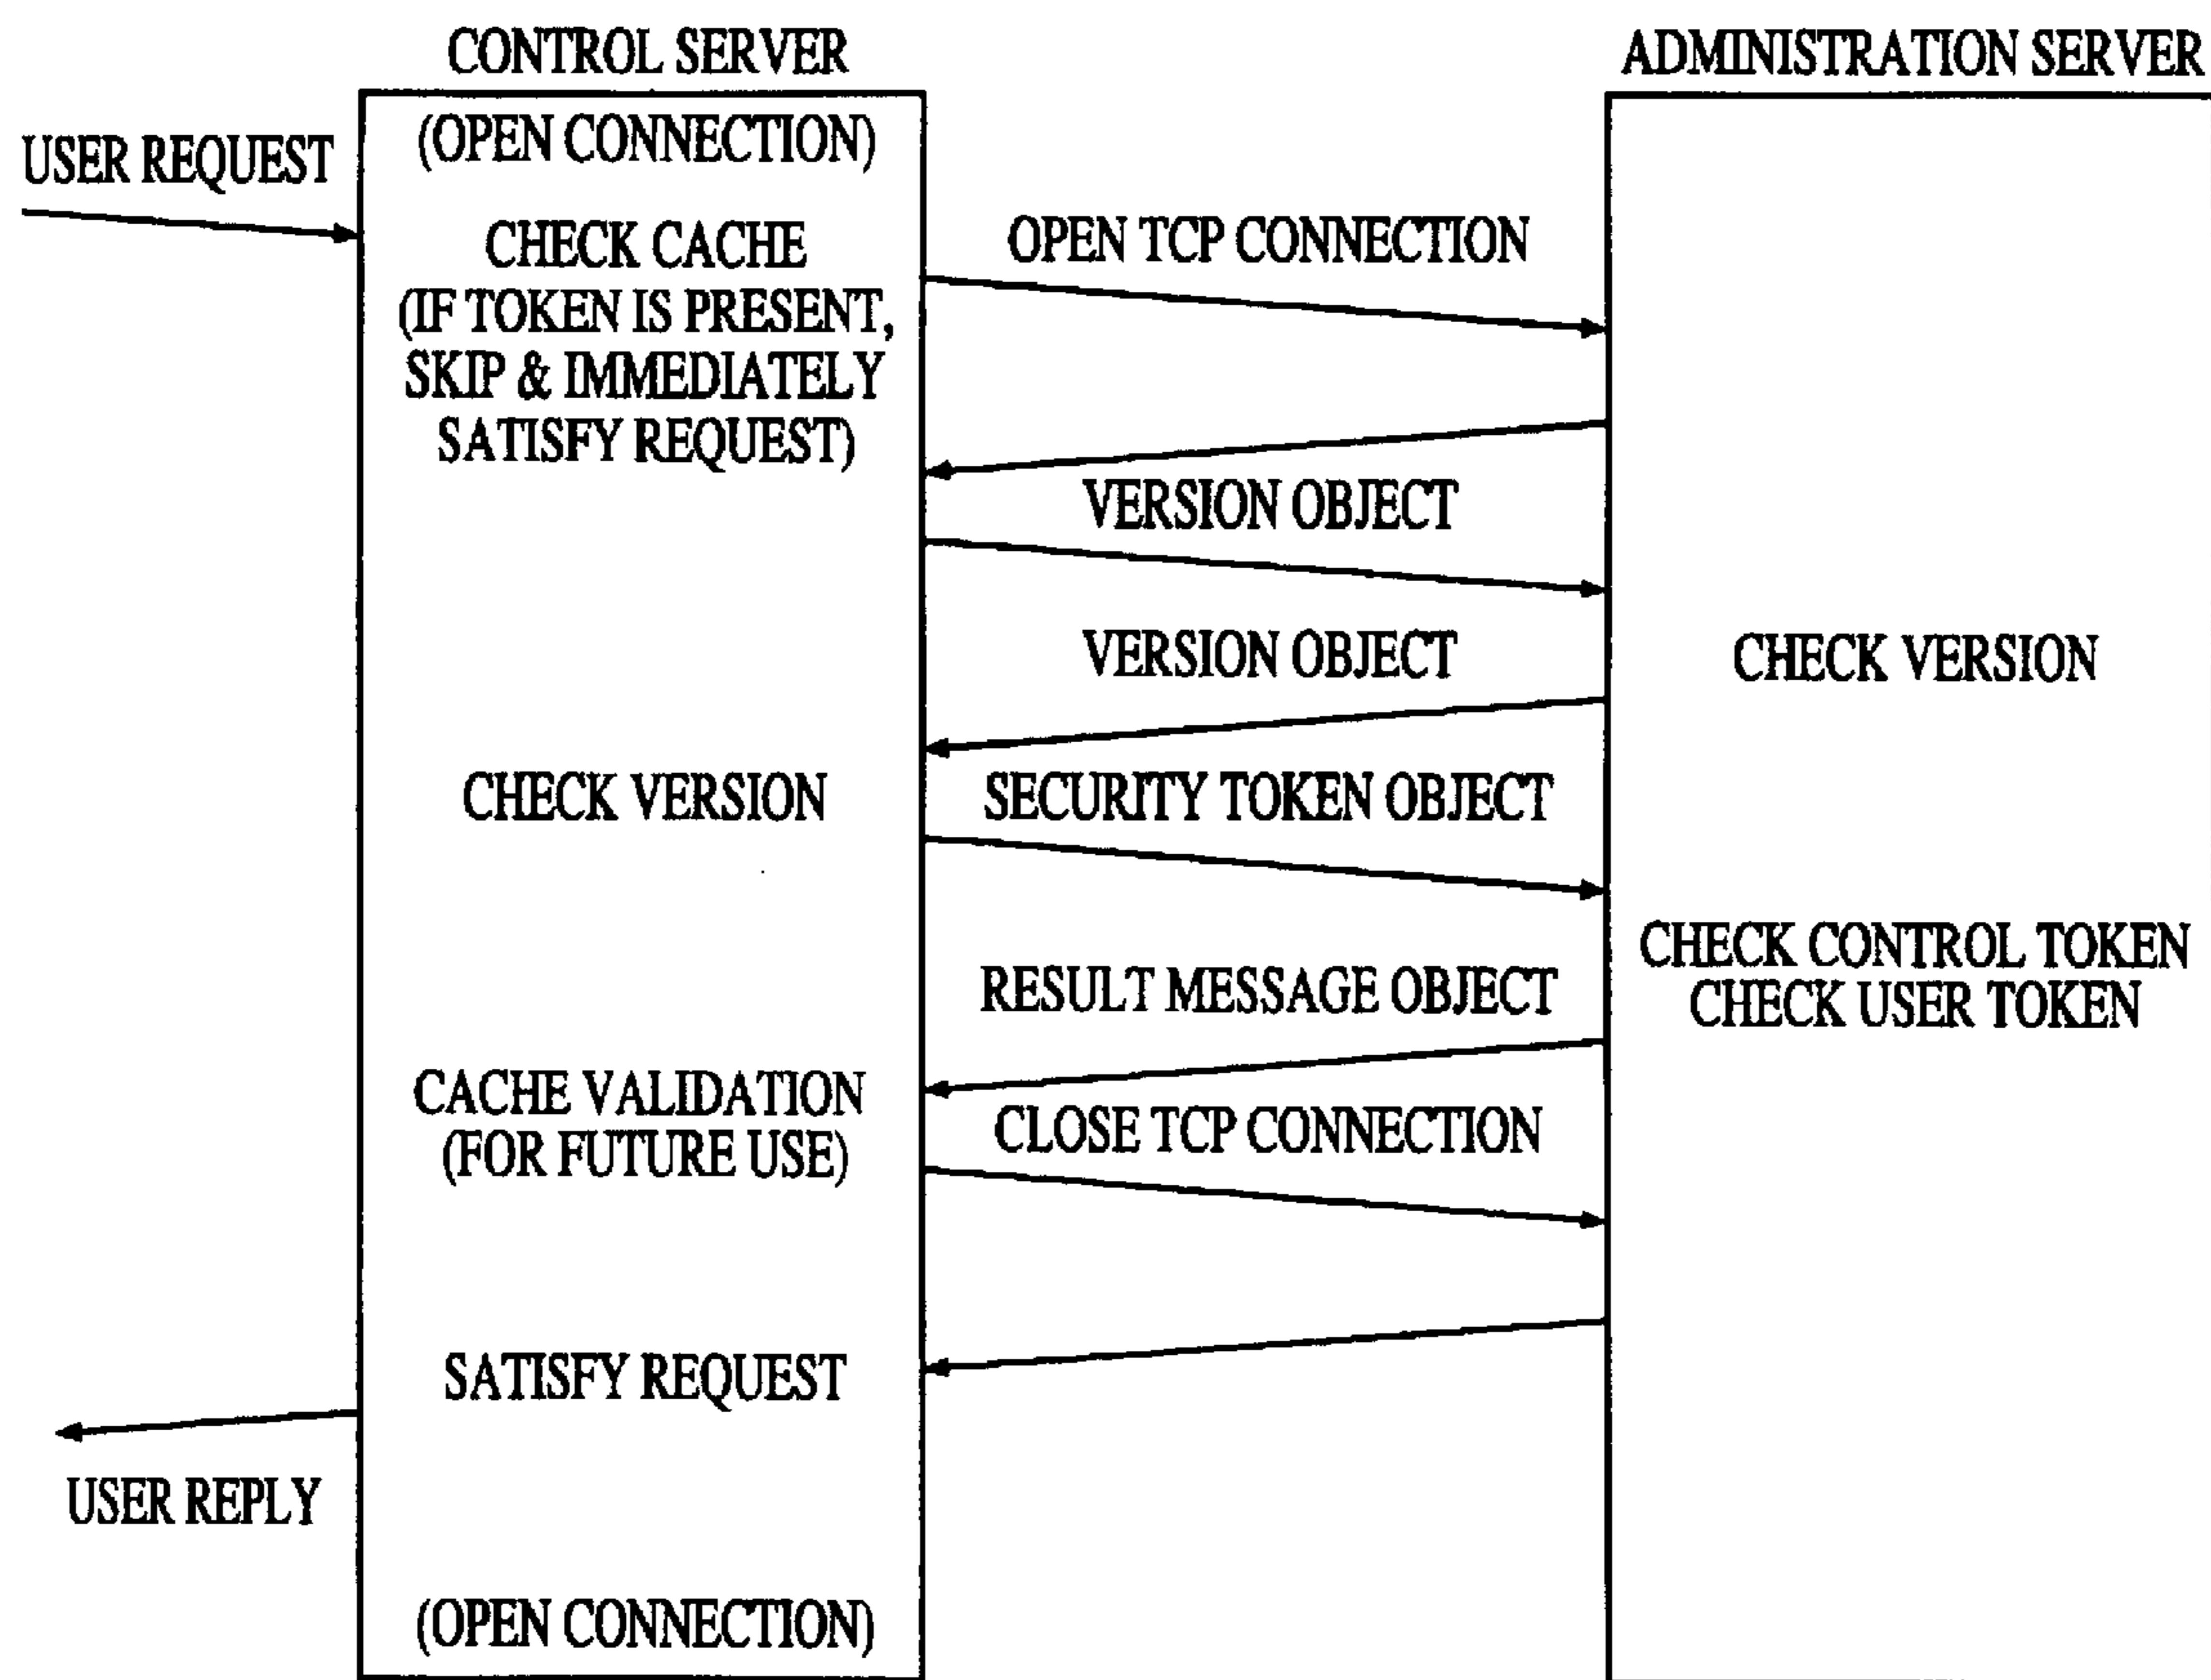 CONTROL SERVER
ADMINISTRATION SERVER
(OPEN CONNECTION)
USER REQUEST
CHECK CACHE
(IF TOKEN IS PRESENT,
SKIP & IMMEDIATELY
SATISFY REQUEST)
OPEN TCP CONNECTION
VERSION OBJECT
VERSION OBJECT
CHECK VERSION
CHECK VERSION
SECURITY TOKEN OBJECT
CHECK CONTROL TOKEN
CHECK USER TOKEN
RESULT MESSAGE OBJECT
CACHE VALIDATION
(FOR FUTURE USE)
CLOSE TCP CONNECTION
SATISFY REQUEST
USER REPLY
(OPEN CONNECTION)